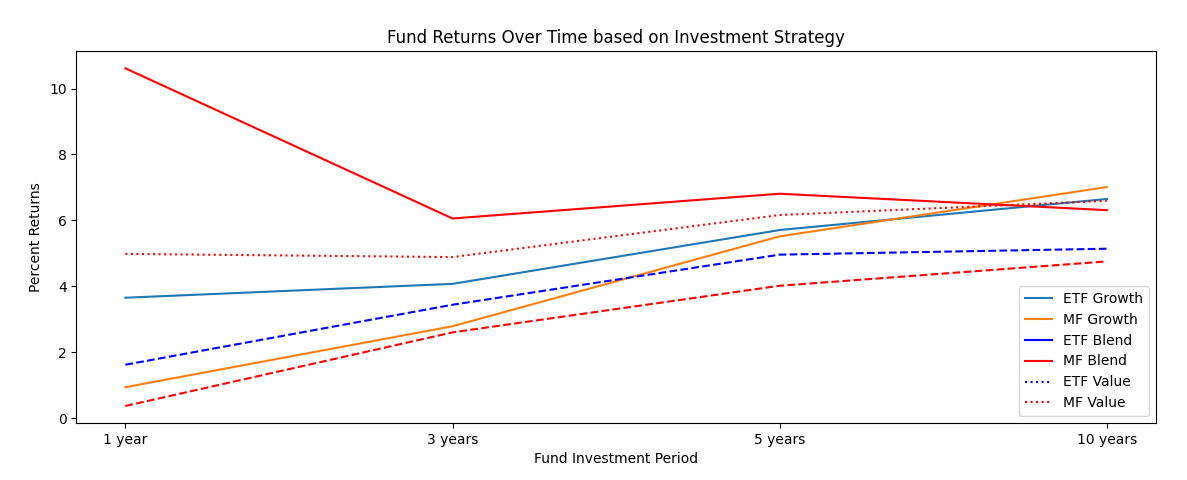 Fund Returns Over Time based on Investment Strategy
Percent Returns
10
8
6
4
2
0
1 year
3 years
5 years
10 years
Fund Investment Period
ETF Growth
MF Growth
ETF Blend
MF Blend
ETF Value
MF Value